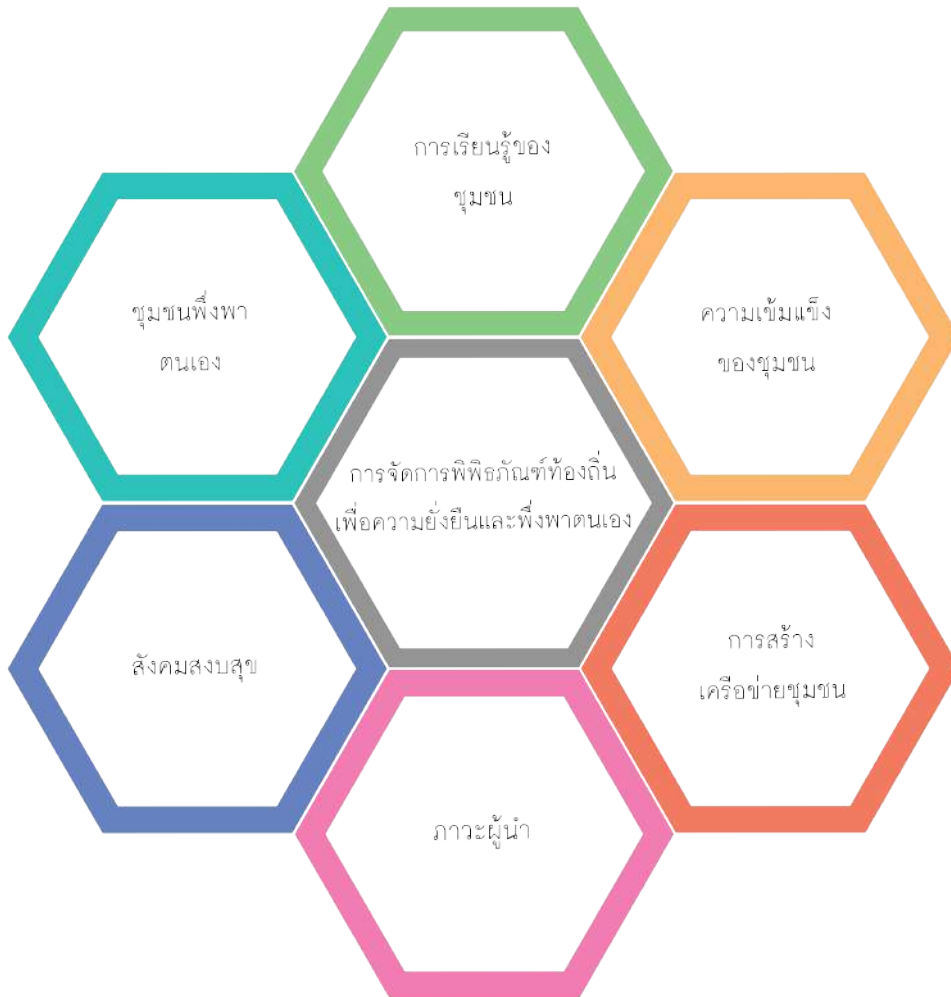 การเรียนรู้ของ
ชุมชน
ความเข้มแข็ง
ของชุมชน
การสร้าง
เครือข่ายชุมชน
ภาวะผู้นำ
สังคมสงบสุข
ชุมชนพึ่งพา
ตนเอง
การจัดการพิพิธภัณฑ์ท้องถิ่น
เพื่อความยั่งยืนและพึ่งพาตนเอง